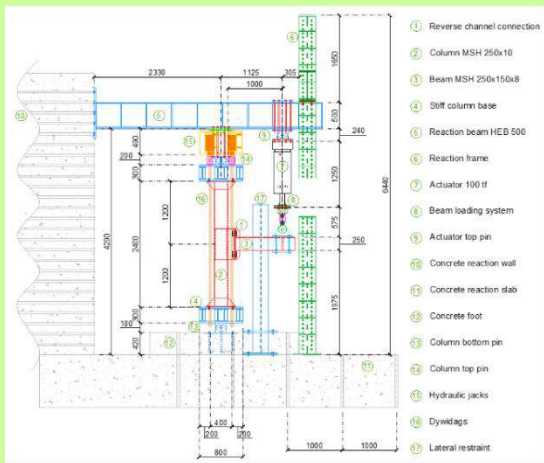 2330
1125
305
1000
1650
500
240
400
200
300
1250
6440
575
1200
2400
4290
1200
250
1975
300
180
420
400
200
200
800
1000
1000
1 Reverse channel connection
2 Column MSH 250x10
3 Beam MSH 250x150x8
4 Stiff column base
5 Reaction beam HEB 500
6 Reaction frame
7 Actuator 100 tf
8 Beam loading system
9 Actuator top pin
10 Concrete reaction wall
11 Concrete reaction slab
12 Concrete foot
13 Column bottom pin
14 Column top pin
15 Hydraulic jacks
16 Dywidags
17 Lateral restraint